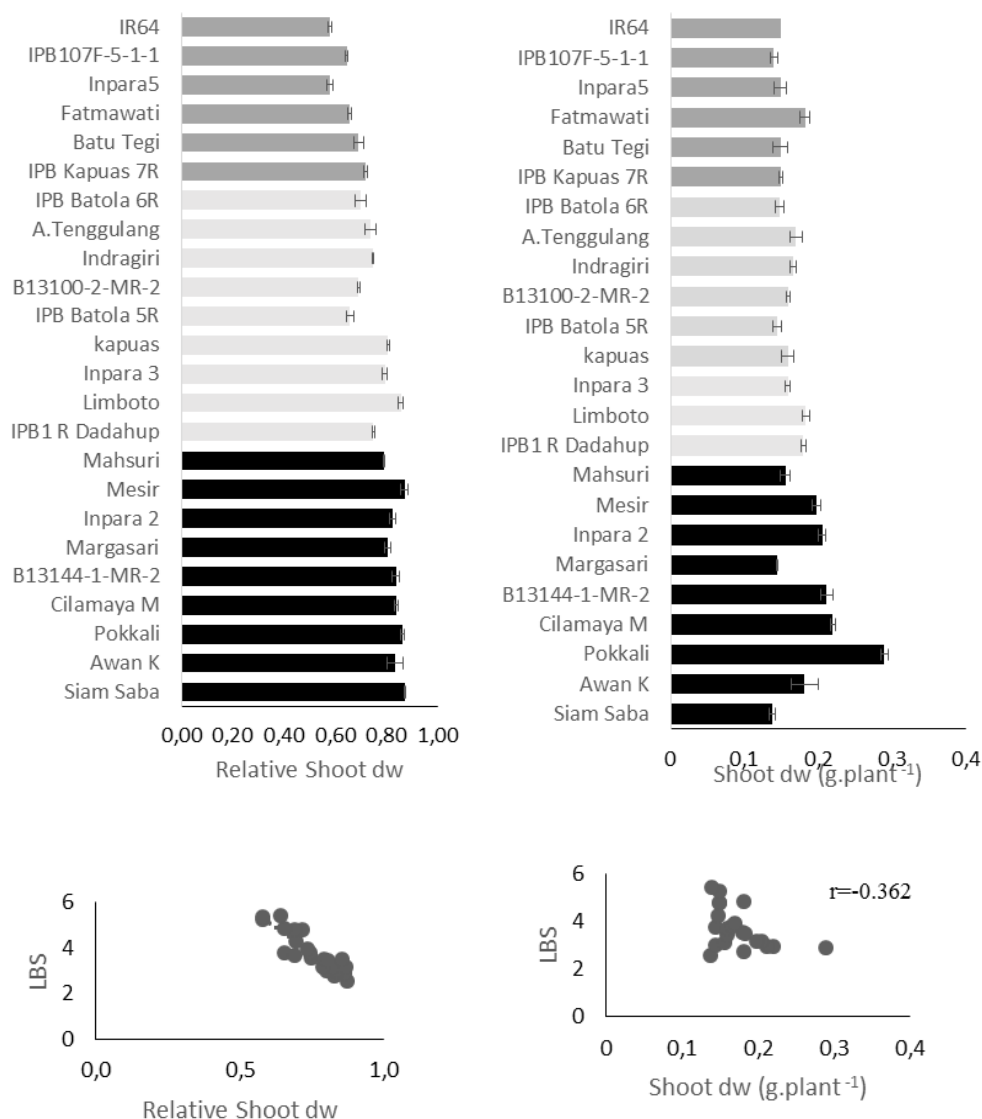 IR64
IPB107F-5-1-1
Inpara5
Fatmawati
Batu Tegi
IPB Kapuas 7R
IPB Batola 6R
A.Tenggulang
Indragiri
B13100-2-MR-2
IPB Batola 5R
kapuas
Inpara 3
Limboto
IPB1 R Dadahup
Mahsuri
Mesir
Inpara 2
Margasari
B13144-1-MR-2
Cilamaya M
Pokkali
Awan K
Siam Saba
0,00 0,20 0,40 0,60 0,80 1,00
Relative Shoot dw
IR64
IPB107F-5-1-1
Inpara5
Fatmawati
Batu Tegi
IPB Kapuas 7R
IPB Batola 6R
A.Tenggulang
Indragiri
B13100-2-MR-2
IPB Batola 5R
kapuas
Inpara 3
Limboto
IPB1 R Dadahup
Mahsuri
Mesir
Inpara 2
Margasari
B13144-1-MR-2
Cilamaya M
Pokkali
Awan K
Siam Saba
0 0,1 0,2 0,3 0,4
Shoot dw (g.plant⁻¹)
6
4
2
0
LBS
0,0 0,5 1,0
Relative Shoot dw
6
4
2
0
LBS
r=-0.362
0 0,1 0,2 0,3 0,4
Shoot dw (g.plant⁻¹)